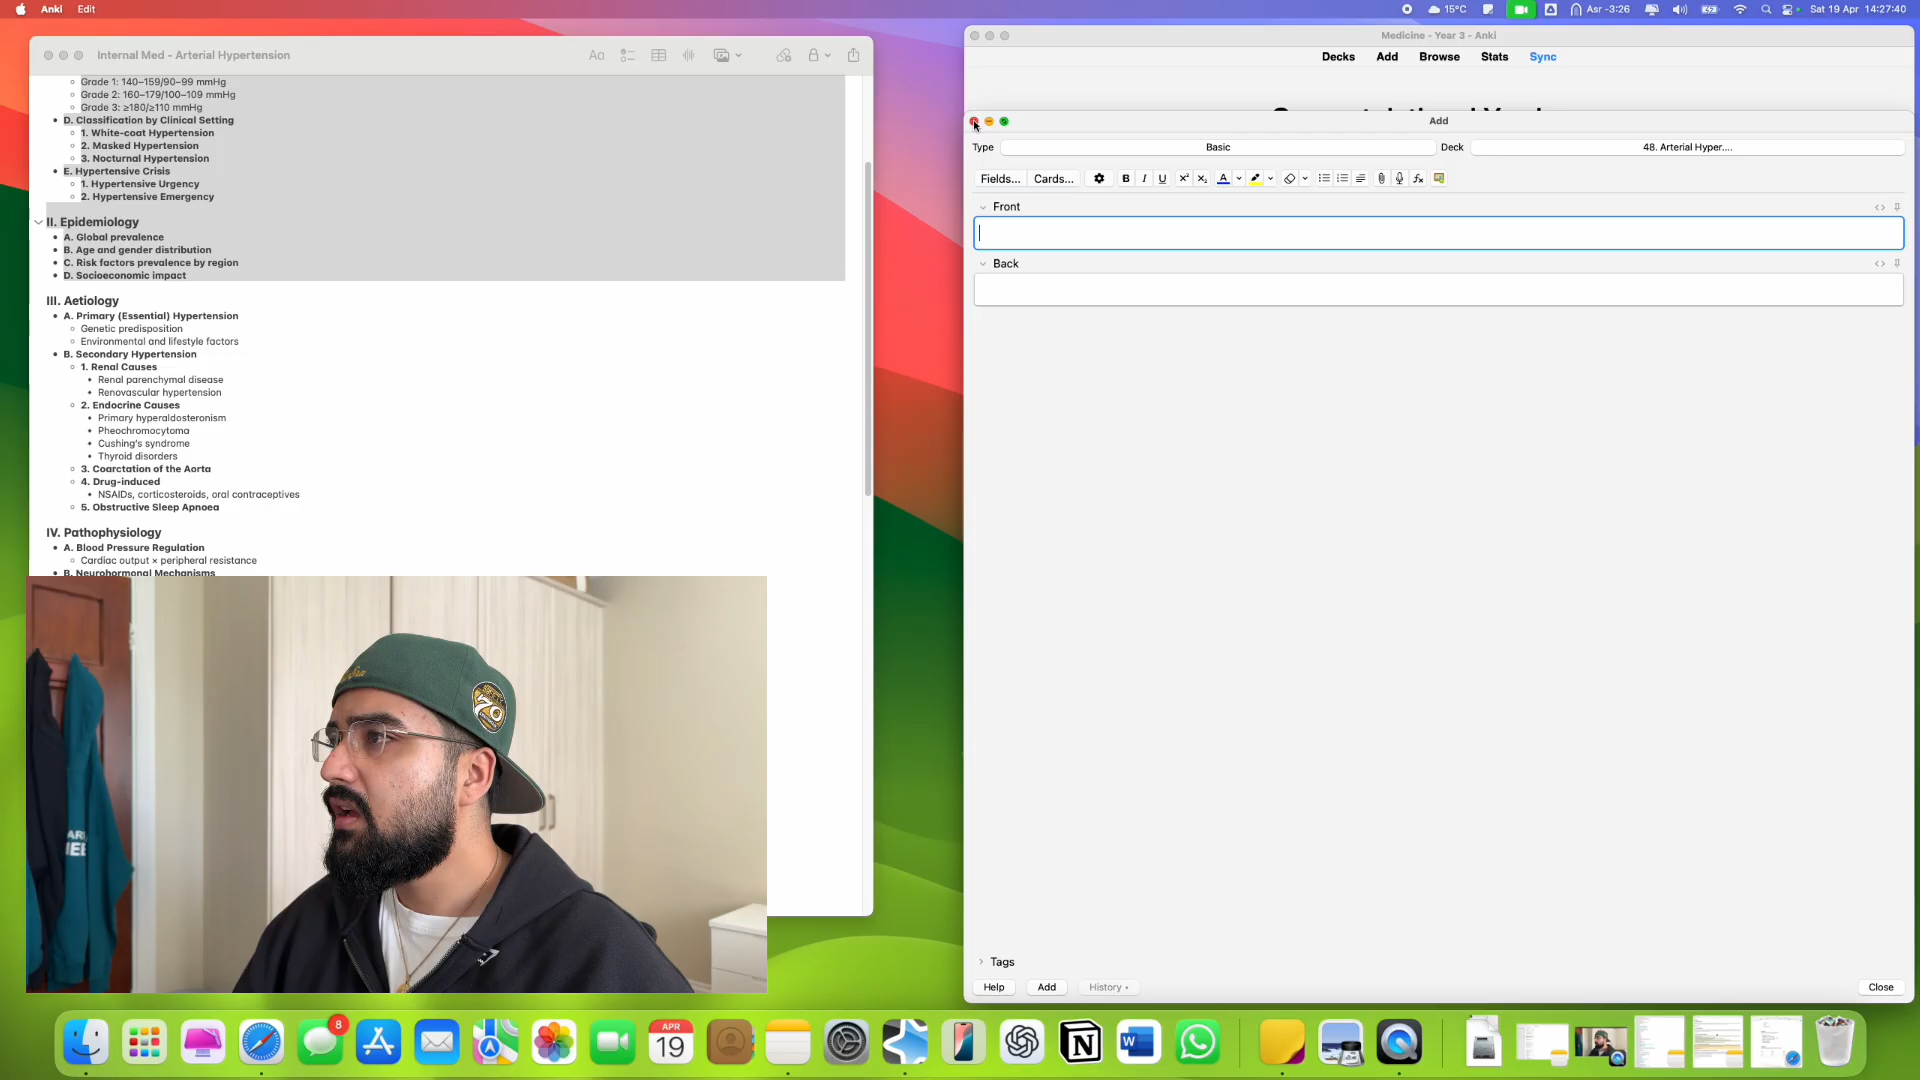 Anki Edit
15°C Asr -3:26 Sat 19 Apr 14:27:40
Internal Med - Arterial Hypertension
Grade 1: 140–159/90–99 mmHg
Grade 2: 160–179/100–109 mmHg
Grade 3: ≥180/≥110 mmHg
D. Classification by Clinical Setting
1. White-coat Hypertension
2. Masked Hypertension
3. Nocturnal Hypertension
E. Hypertensive Crisis
1. Hypertensive Urgency
2. Hypertensive Emergency
II. Epidemiology
A. Global prevalence
B. Age and gender distribution
C. Risk factors prevalence by region
D. Socioeconomic impact
III. Aetiology
A. Primary (Essential) Hypertension
Genetic predisposition
Environmental and lifestyle factors
B. Secondary Hypertension
1. Renal Causes
Renal parenchymal disease
Renovascular hypertension
2. Endocrine Causes
Primary hyperaldosteronism
Pheochromocytoma
Cushing's syndrome
Thyroid disorders
3. Coarctation of the Aorta
4. Drug-induced
NSAIDs, corticosteroids, oral contraceptives
5. Obstructive Sleep Apnoea
IV. Pathophysiology
A. Blood Pressure Regulation
Cardiac output × peripheral resistance
B. Neurohormonal Mechanisms
Medicine - Year 3 - Anki
Decks Add Browse Stats Sync
Add
Type Basic Deck 48. Arterial Hyper....
Fields... Cards...
Front
Back
Tags
Help Add History Close
70
8
APR
19